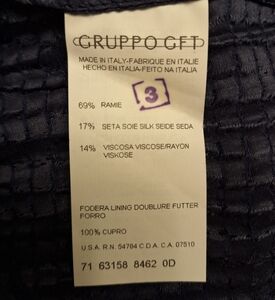 GRUPPO GFT
MADE IN ITALY-FABRIQUE EN ITALIE
HECHO EN ITALIA-FEITO NA ITALIA
3
69% RAMIE
17% SETA SOIE SILK SEIDE SEDA
14% VISCOSA VISCOSE/RAYON
VISKOSE
FODERA LINING DOUBLURE FUTTER
FORRO
100% CUPRO
U.S.A. R.N. 54784 C.D.A. C.A. 07510
71 63158 8462 0D